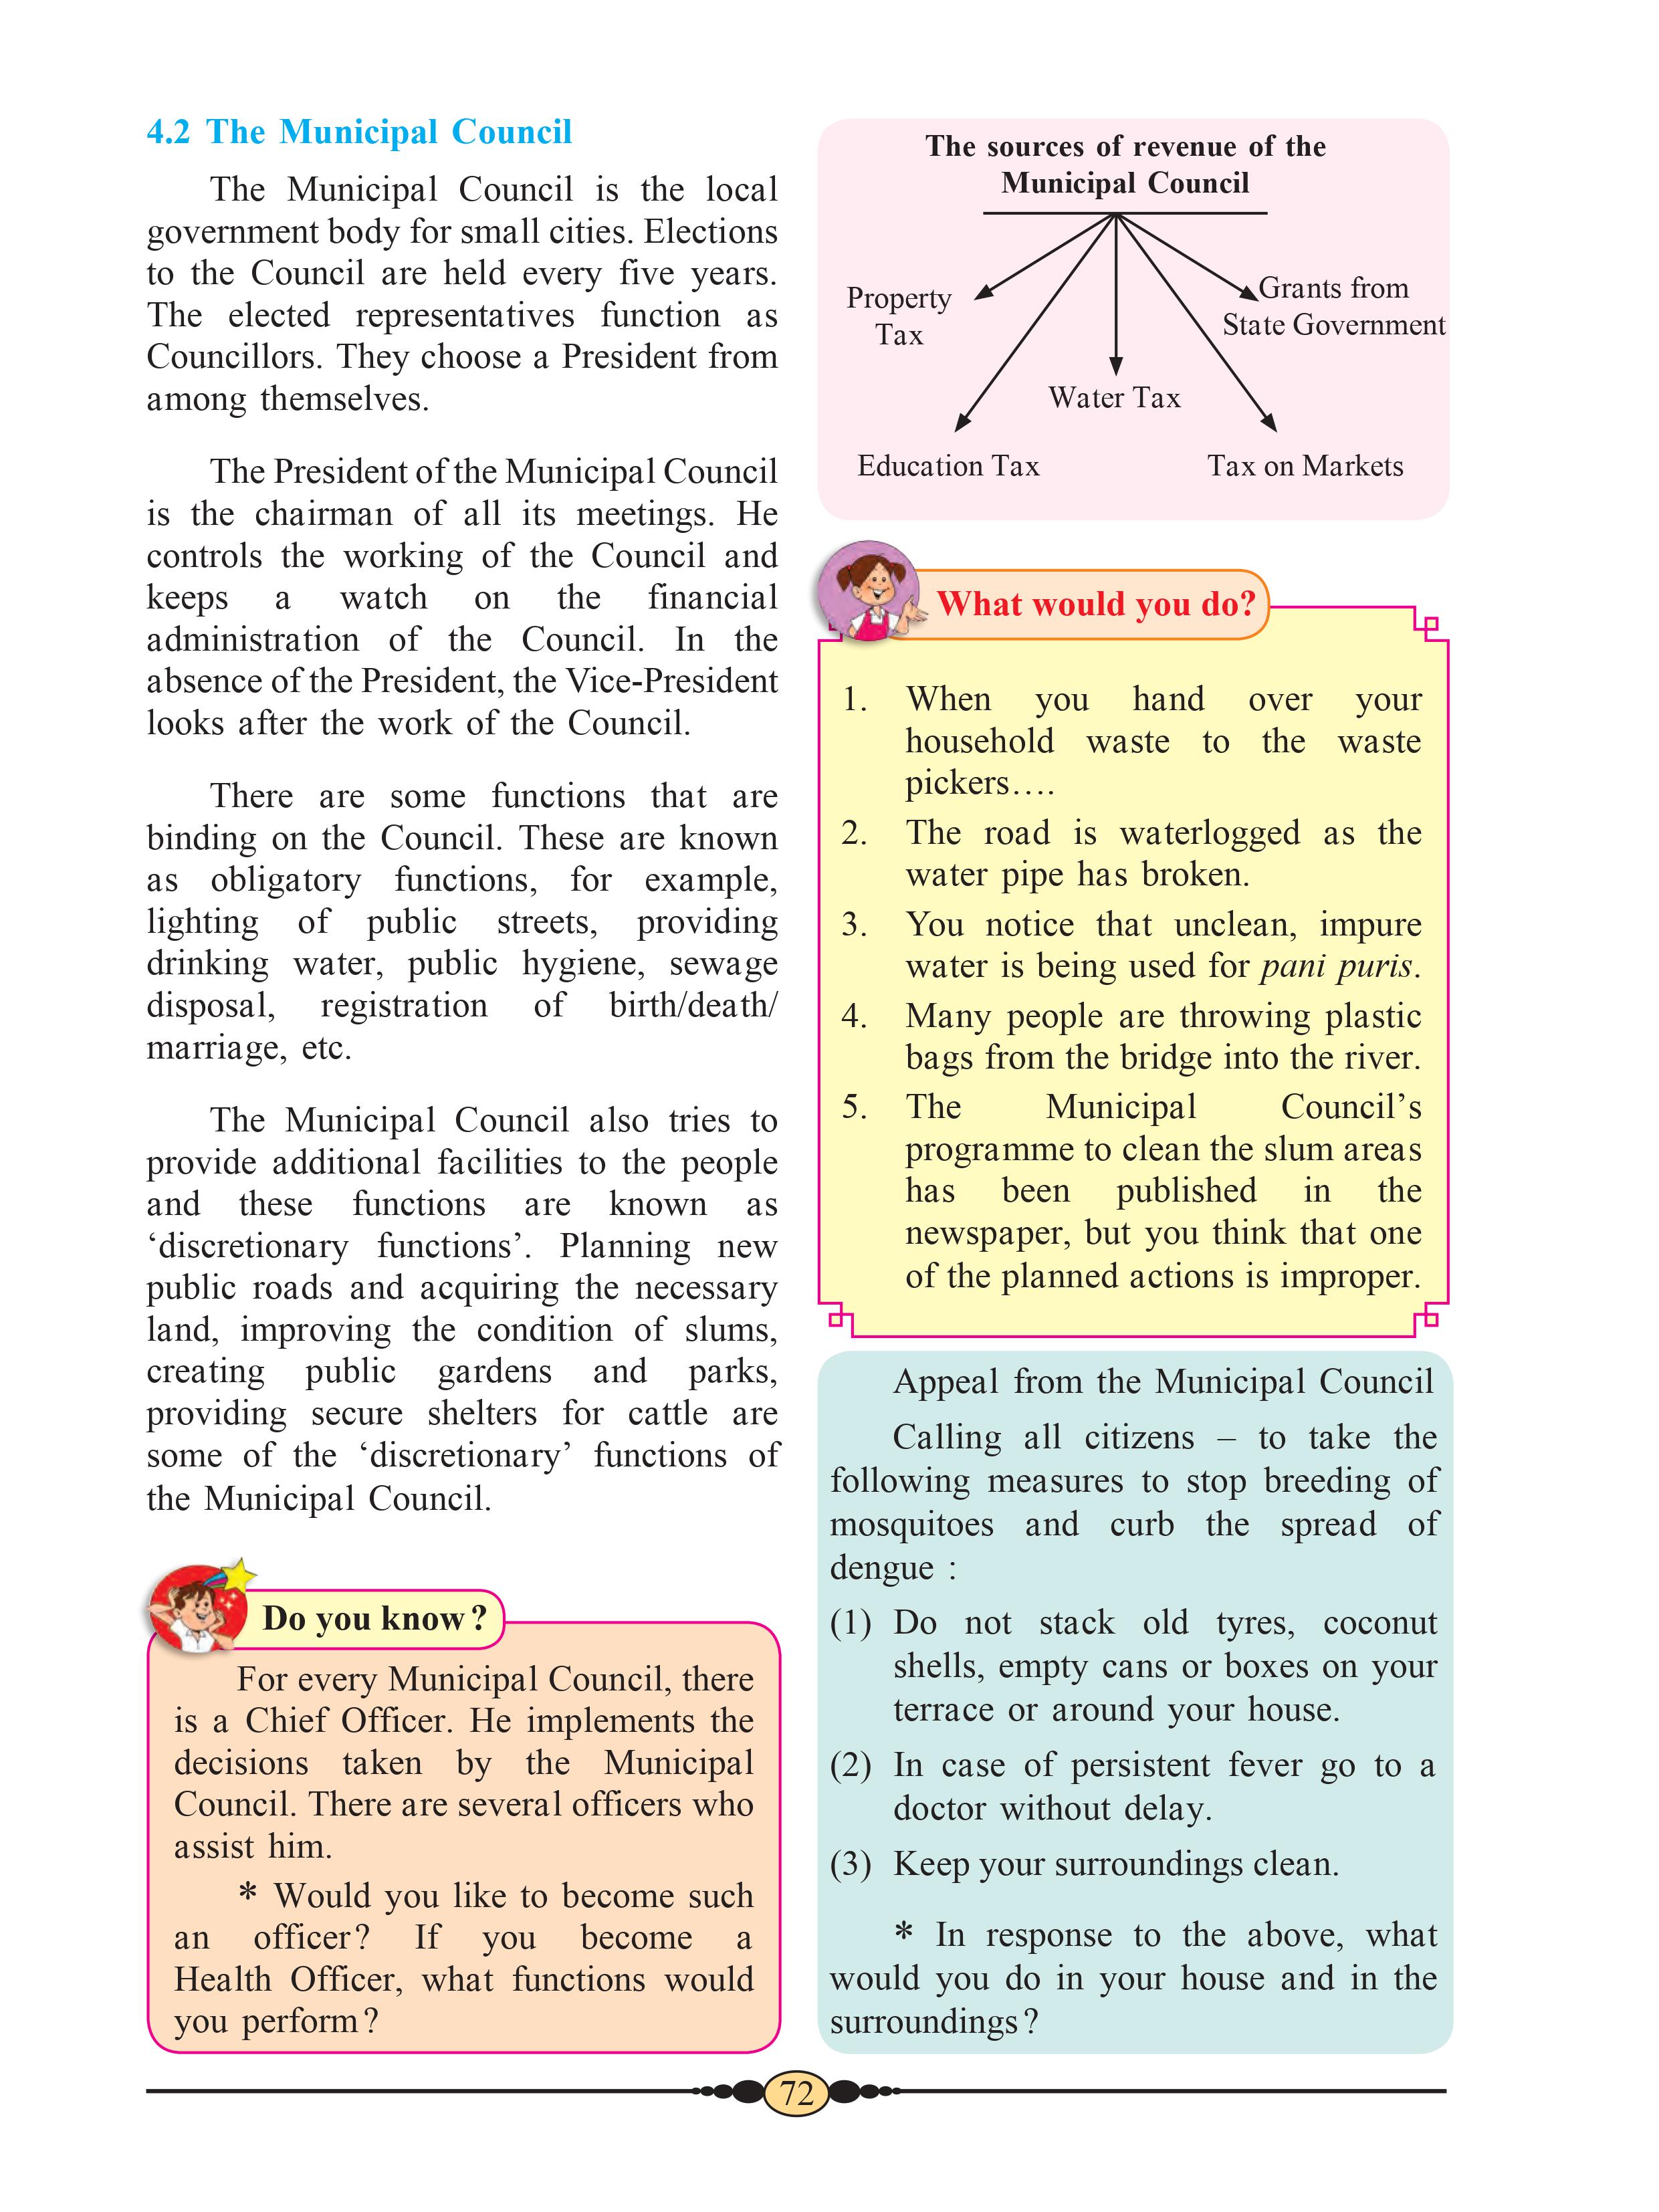 4.2 The Municipal Council
The Municipal Council is the local
government body for small cities. Elections
to the Council are held every five years.
The elected representatives function as
Councillors. They choose a President from
among themselves.
The President of the Municipal Council
is the chairman of all its meetings. He
controls the working of the Council and
keeps a watch on the financial
administration of the Council. In the
absence of the President, the Vice-President
looks after the work of the Council.
There are some functions that are
binding on the Council. These are known
as obligatory functions, for example,
lighting of public streets, providing
drinking water, public hygiene, sewage
disposal, registration of birth/death/
marriage, etc.
The Municipal Council also tries to
provide additional facilities to the people
and these functions are known as
‘discretionary functions’. Planning new
public roads and acquiring the necessary
land, improving the condition of slums,
creating public gardens and parks,
providing secure shelters for cattle are
some of the ‘discretionary’ functions of
the Municipal Council.
Do you know?
For every Municipal Council, there
is a Chief Officer. He implements the
decisions taken by the Municipal
Council. There are several officers who
assist him.
* Would you like to become such
an officer? If you become a
Health Officer, what functions would
you perform?
The sources of revenue of the
Municipal Council
Property
Tax
Grants from
State Government
Water Tax
Education Tax
Tax on Markets
What would you do?
1. When you hand over your
household waste to the waste
pickers....
2. The road is waterlogged as the
water pipe has broken.
3. You notice that unclean, impure
water is being used for pani puris.
4. Many people are throwing plastic
bags from the bridge into the river.
5. The Municipal Council’s
programme to clean the slum areas
has been published in the
newspaper, but you think that one
of the planned actions is improper.
Appeal from the Municipal Council
Calling all citizens – to take the
following measures to stop breeding of
mosquitoes and curb the spread of
dengue :
(1) Do not stack old tyres, coconut
shells, empty cans or boxes on your
terrace or around your house.
(2) In case of persistent fever go to a
doctor without delay.
(3) Keep your surroundings clean.
* In response to the above, what
would you do in your house and in the
surroundings?
72